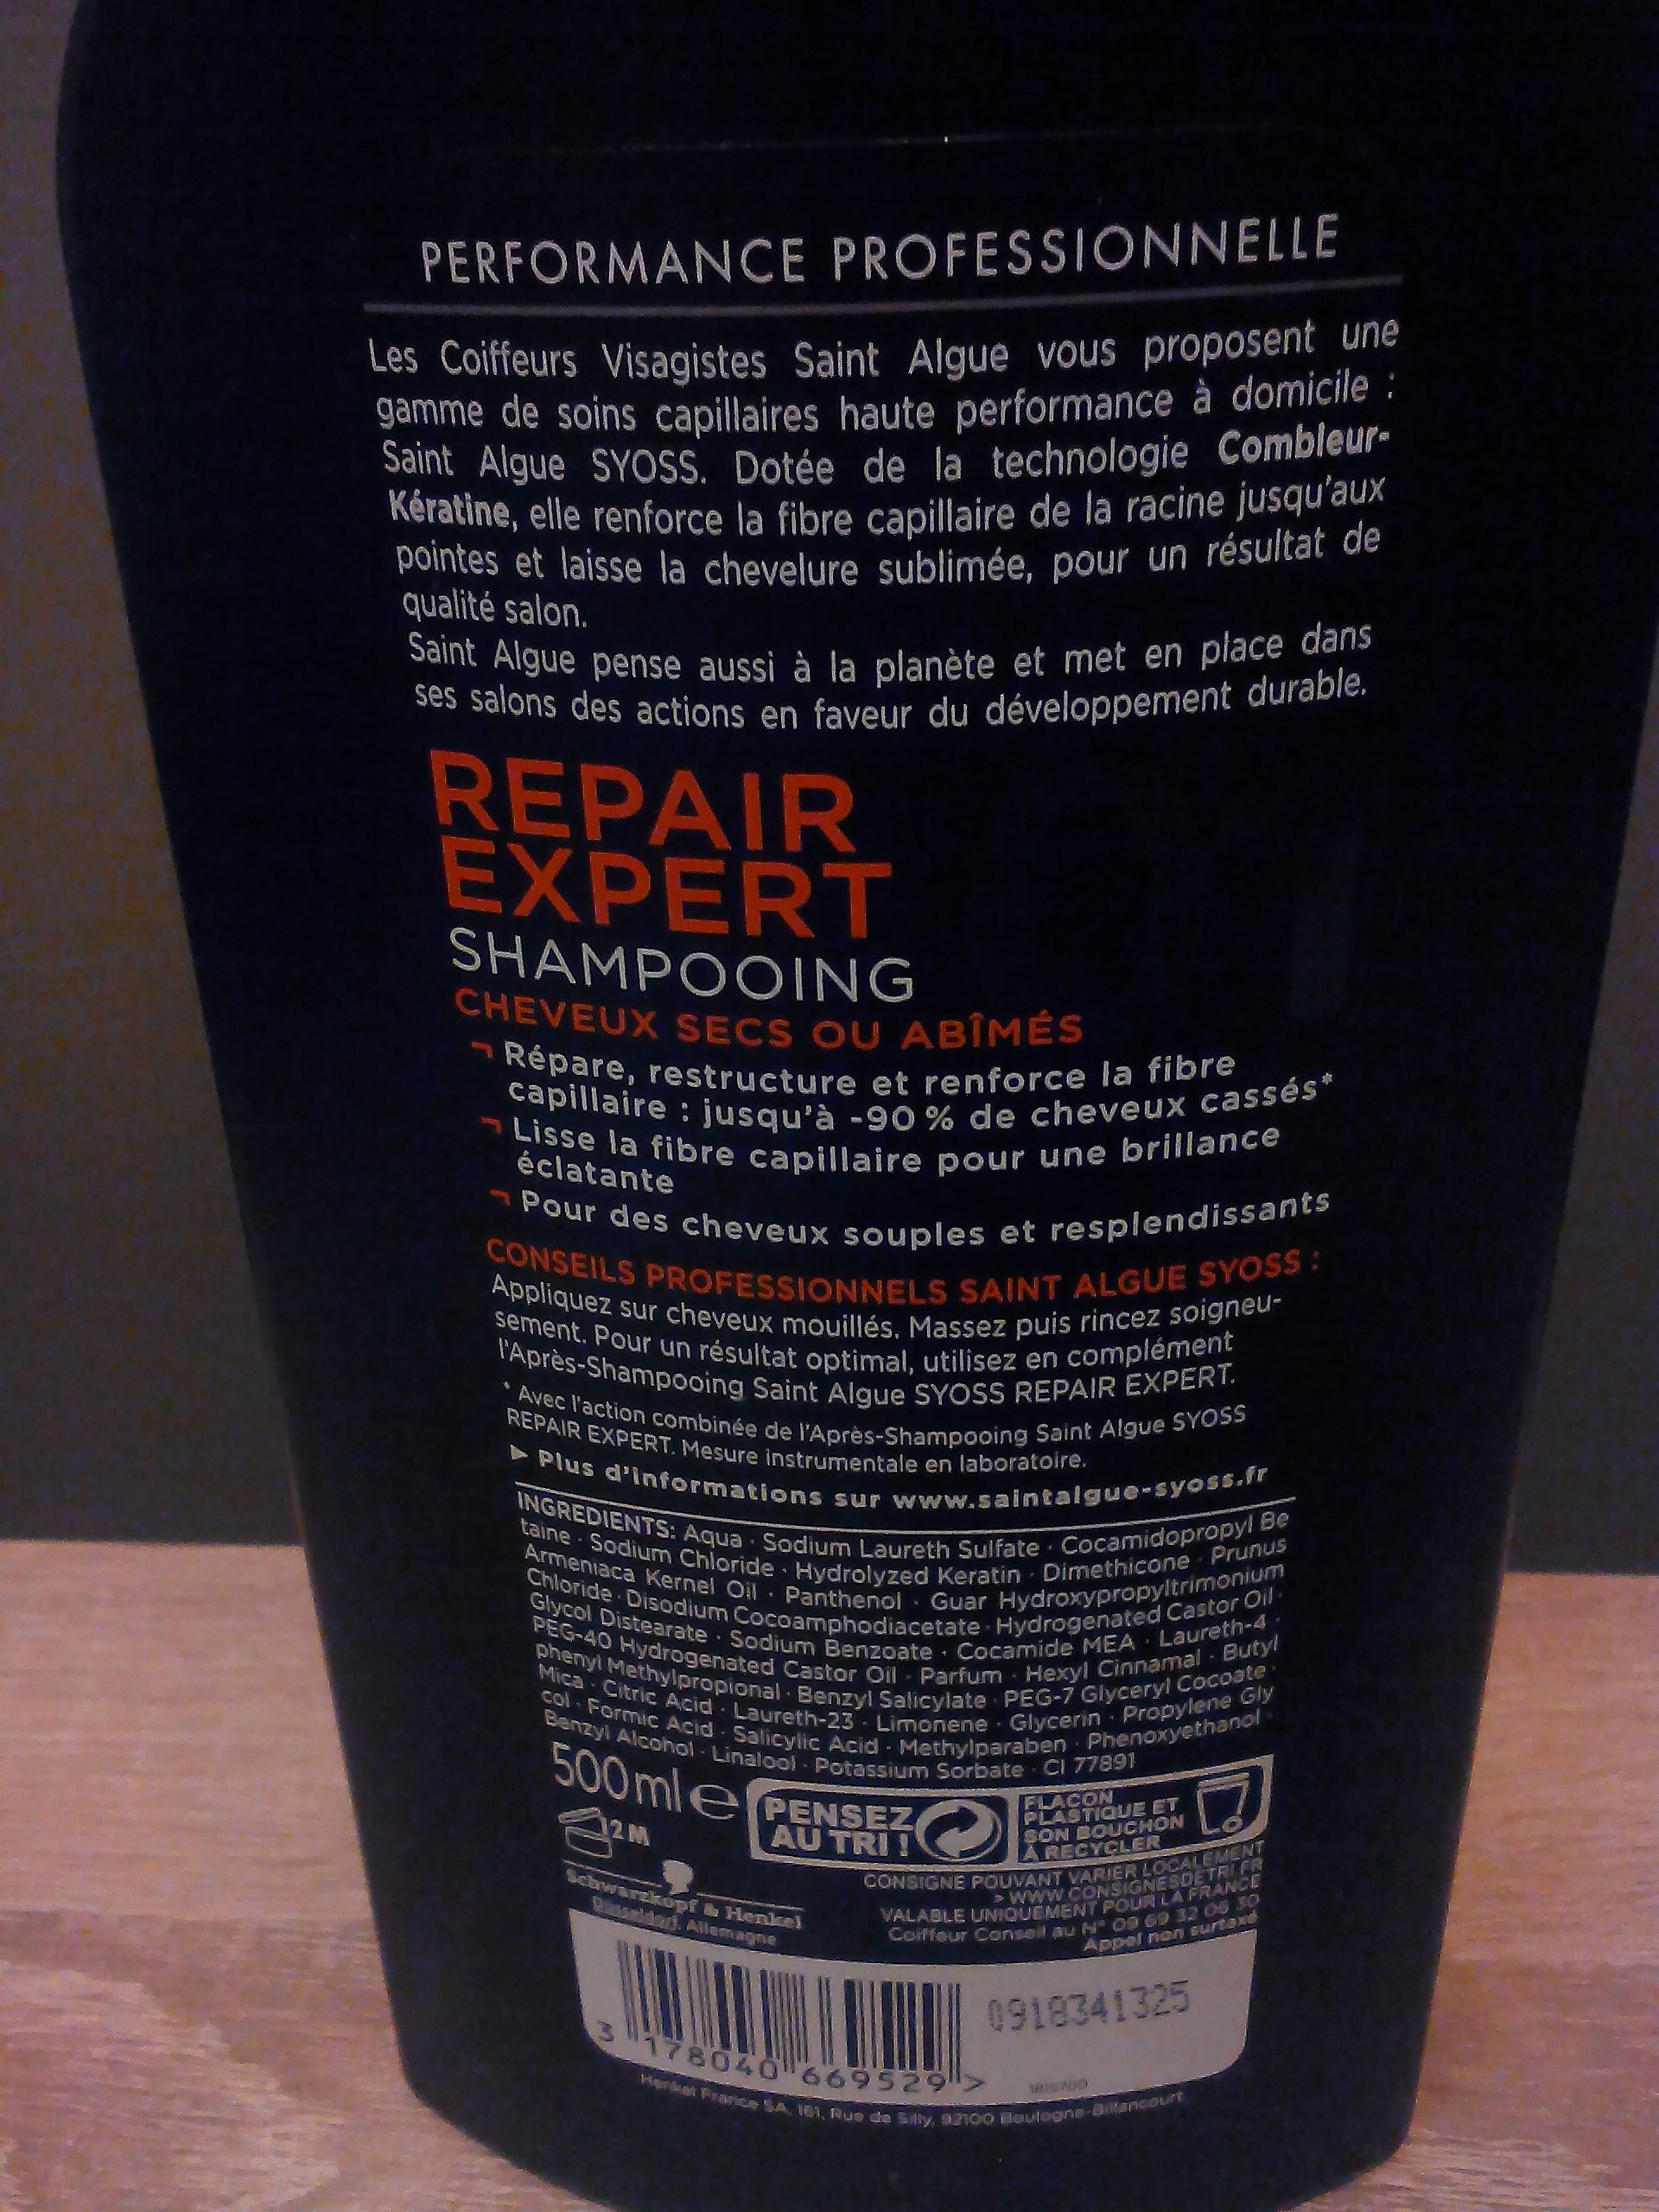 PERFORMANCE PROFESSIONNELLE
Les Coiffeurs Visagistes Saint Algue vous proposent une
gamme de soins capillaires haute performance à domicile :
Saint Algue SYOSS. Dotée de la technologie Combleur-
Kératine, elle renforce la fibre capillaire de la racine jusqu'aux
pointes et laisse la chevelure sublimée, pour un résultat de
qualité salon.
Saint Algue pense aussi à la planète et met en place dans
ses salons des actions en faveur du développement durable.
REPAIR
EXPERT
SHAMPOOING
CHEVEUX SECS OU ABÎMÉS
Répare, restructure et renforce la fibre
capillaire : jusqu'à -90 % de cheveux cassés*
Lisse la fibre capillaire pour une brillance
éclatante
Pour des cheveux souples et resplendissants
CONSEILS PROFESSIONNELS SAINT ALGUE SYOSS :
Appliquez sur cheveux mouillés. Massez puis rincez soigneu-
sement. Pour un résultat optimal, utilisez en complément
l'Après-Shampooing Saint Algue SYOSS REPAIR EXPERT.
* Avec l'action combinée de l'Après-Shampooing Saint Algue SYOSS
REPAIR EXPERT. Mesure instrumentale en laboratoire.
▶ Plus d'informations sur www.saintalgue-syoss.fr
INGREDIENTS: Aqua · Sodium Laureth Sulfate · Cocamidopropyl Be
taine · Sodium Chloride · Hydrolyzed Keratin · Dimethicone · Prunus
Armeniaca Kernel Oil · Panthenol · Guar Hydroxypropyltrimonium
Chloride · Disodium Cocoamphodiacetate · Hydrogenated Castor Oil ·
Glycol Distearate · Sodium Benzoate · Cocamide MEA · Laureth-4 ·
PEG-40 Hydrogenated Castor Oil · Parfum · Hexyl Cinnamal · Butyl
phenyl Methylpropional · Benzyl Salicylate · PEG-7 Glyceryl Cocoate ·
Mica · Citric Acid · Laureth-23 · Limonene · Glycerin · Propylene Gly
col · Formic Acid · Salicylic Acid · Methylparaben · Phenoxyethanol ·
Benzyl Alcohol · Linalool · Potassium Sorbate · CI 77891
500 ml e
12 M
PENSEZ
AU TRI !
FLACON
PLASTIQUE ET
SON BOUCHON
À RECYCLER
CONSIGNE POUVANT VARIER LOCALEMENT
> WWW.CONSIGNESDETRI.FR
VALABLE UNIQUEMENT POUR LA FRANCE
Coiffeur Conseil au N° 09 69 32 06 30
Appel non surtaxé
Schwarzkopf & Henkel
Düsseldorf, Allemagne
0918341325
3 178040 669529 >
Henkel France SA, 161, Rue de Silly, 92100 Boulogne-Billancourt